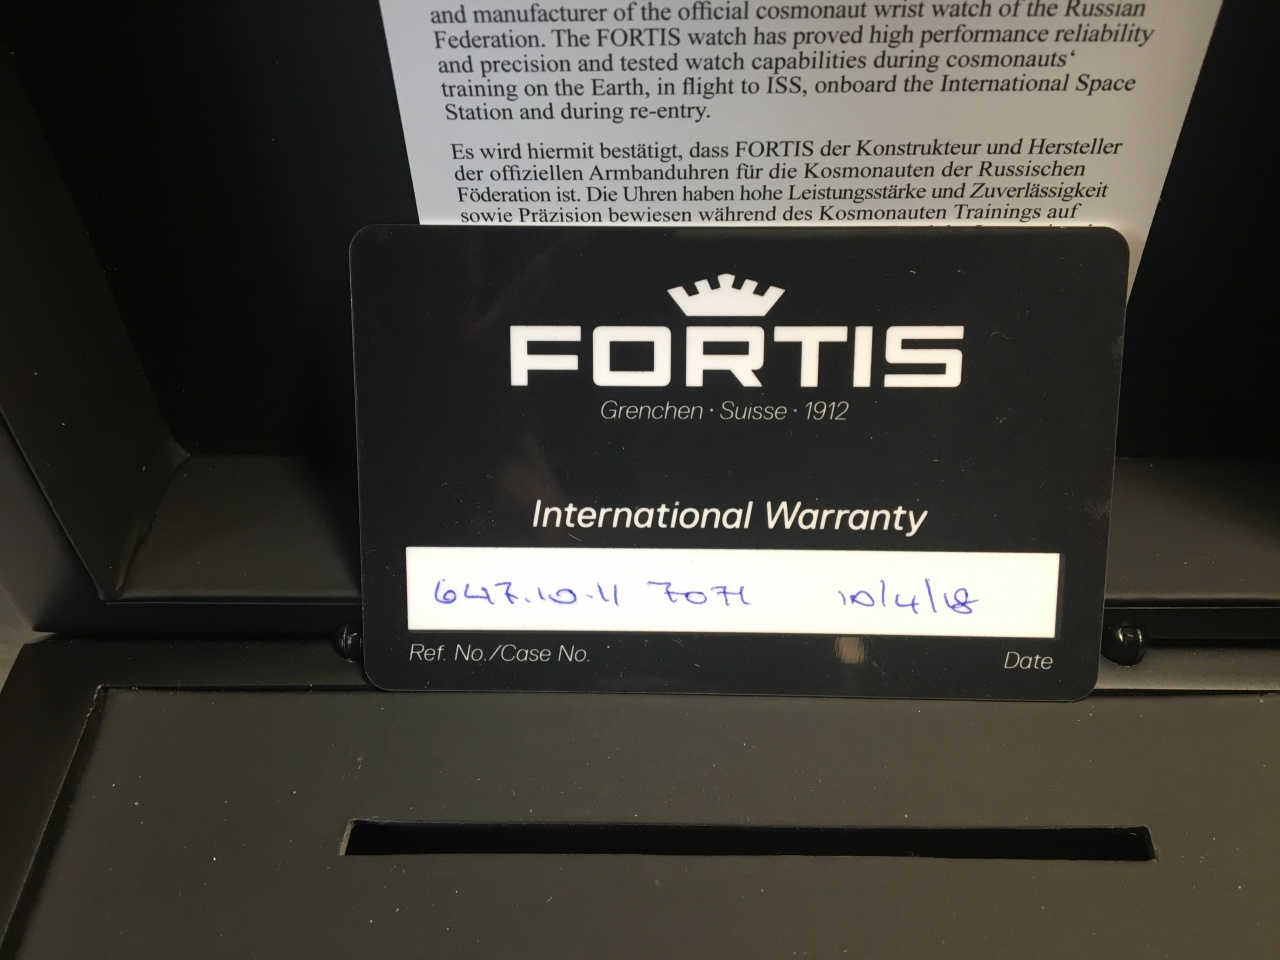 and manufacturer of the official cosmonaut wrist watch of the Russian
Federation. The FORTIS watch has proved high performance reliability
and precision and tested watch capabilities during cosmonauts‘
training on the Earth, in flight to ISS, onboard the International Space
Station and during re-entry.
Es wird hiermit bestätigt, dass FORTIS der Konstrukteur und Hersteller
der offiziellen Armbanduhren für die Kosmonauten der Russischen
Föderation ist. Die Uhren haben hohe Leistungsstärke und Zuverlässigkeit
sowie Präzision bewiesen während des Kosmonauten Trainings auf
FORTIS
Grenchen · Suisse · 1912
International Warranty
647.10.11 7071 10/4/18
Ref. No./Case No. Date